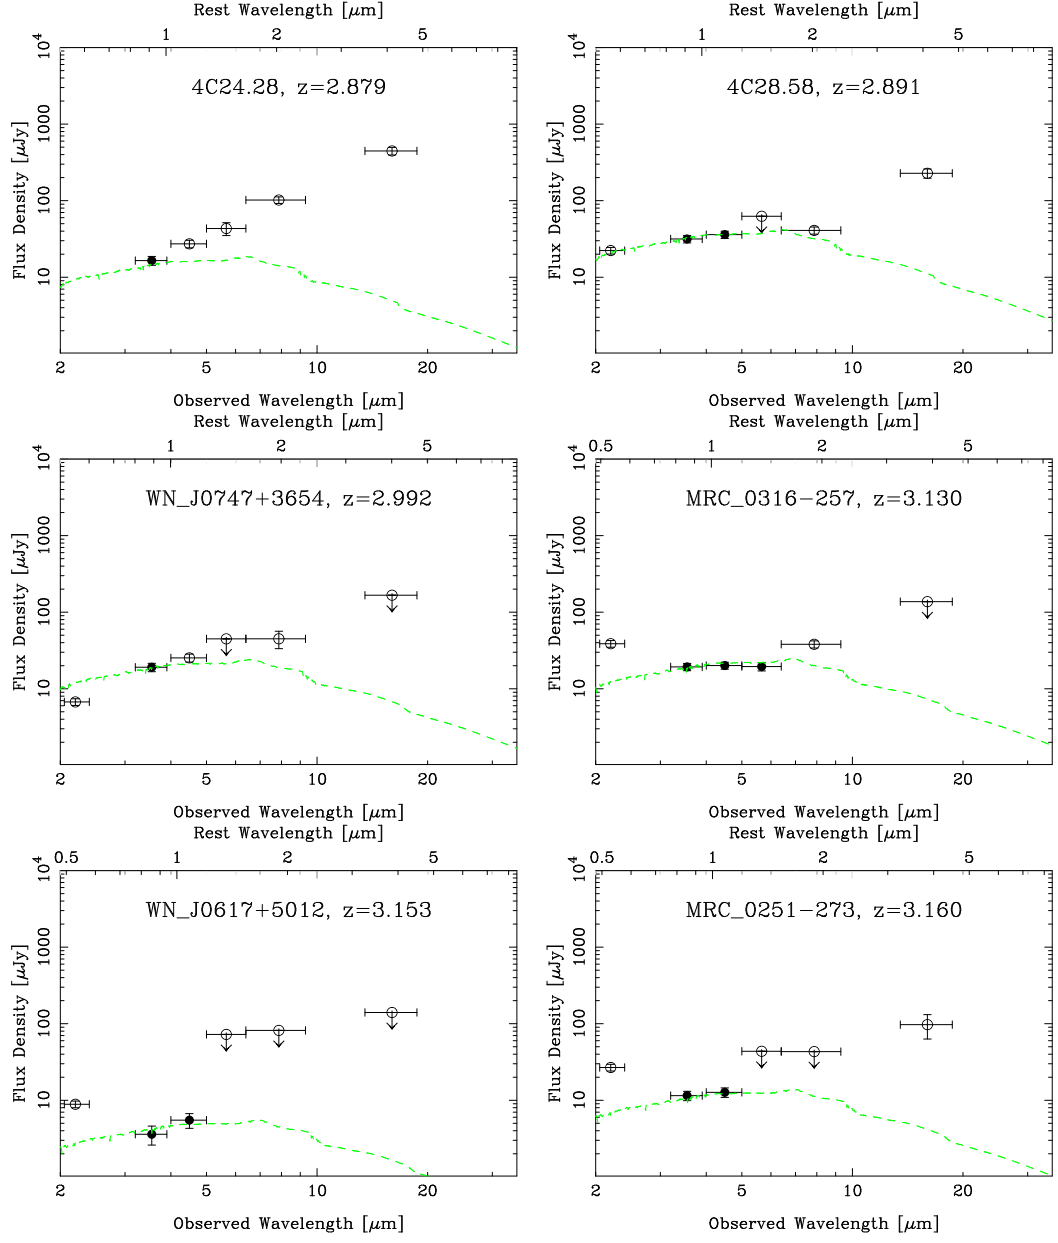 Rest Wavelength [μm] Rest Wavelength [μm]
1 2 5 1 2 5
10⁴ 10⁴
4C24.28, z=2.879 4C28.58, z=2.891
1000 1000
Flux Density [μJy] Flux Density [μJy]
100 100
10 10
2 5 10 20 2 5 10 20
Observed Wavelength [μm] Observed Wavelength [μm]
Rest Wavelength [μm] Rest Wavelength [μm]
1 2 5 0.5 1 2 5
10⁴ 10⁴
WN_J0747+3654, z=2.992 MRC_0316−257, z=3.130
1000 1000
Flux Density [μJy] Flux Density [μJy]
100 100
10 10
2 5 10 20 2 5 10 20
Observed Wavelength [μm] Observed Wavelength [μm]
Rest Wavelength [μm] Rest Wavelength [μm]
0.5 1 2 5 0.5 1 2 5
10⁴ 10⁴
WN_J0617+5012, z=3.153 MRC_0251−273, z=3.160
1000 1000
Flux Density [μJy] Flux Density [μJy]
100 100
10 10
2 5 10 20 2 5 10 20
Observed Wavelength [μm] Observed Wavelength [μm]